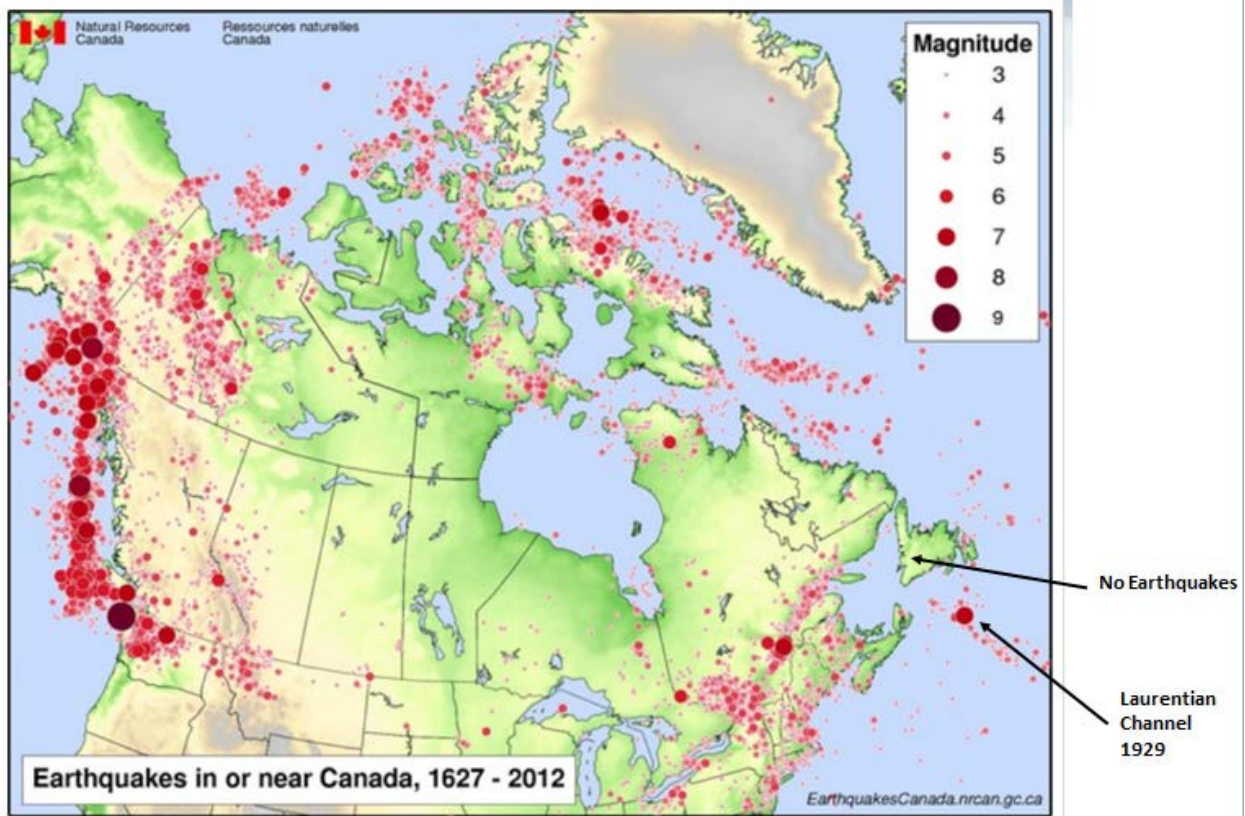 Natural Resources Ressources naturelles
Canada Canada
Magnitude
3
4
5
6
7
8
9
No Earthquakes
Laurentian
Channel
1929
Earthquakes in or near Canada, 1627 - 2012
EarthquakesCanada.nrcan.gc.ca